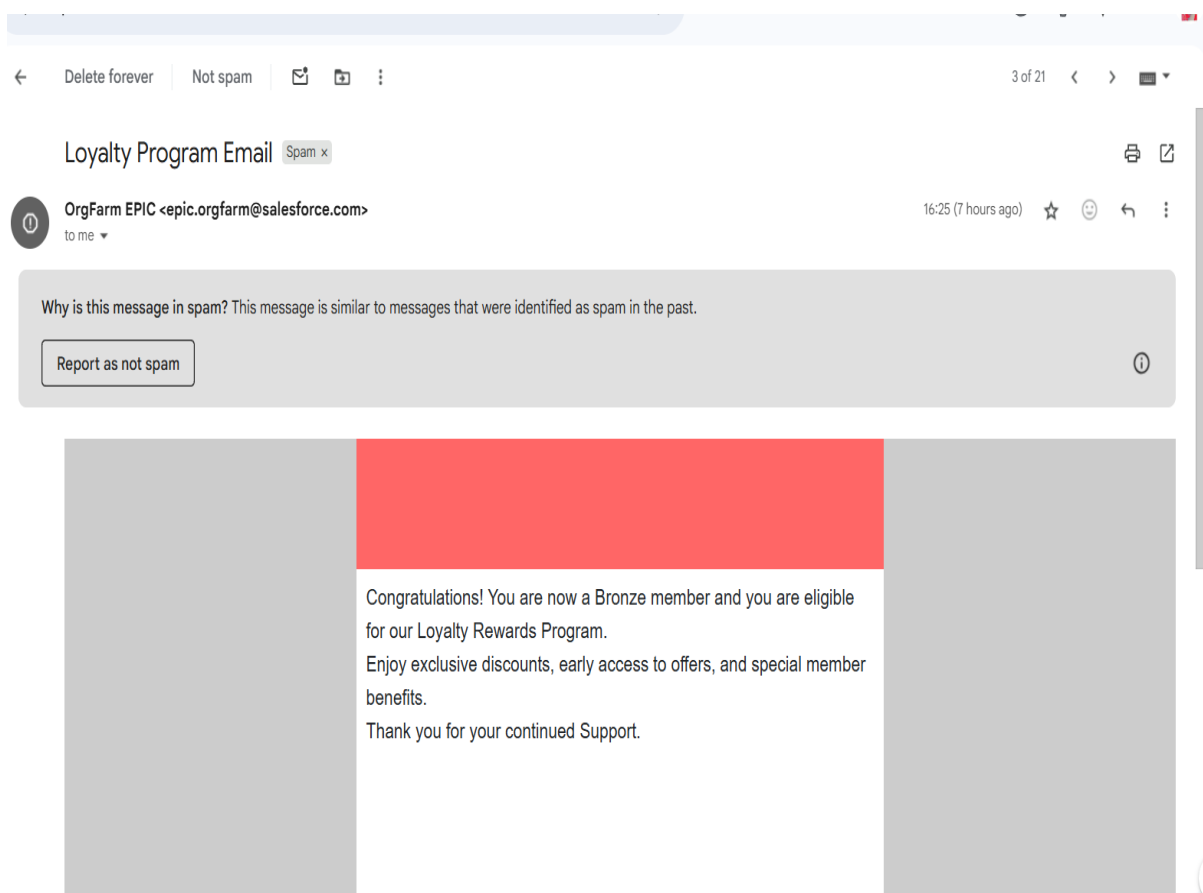 Delete forever Not spam 3 of 21
Loyalty Program Email Spam ×
OrgFarm EPIC <epic.orgfarm@salesforce.com> 16:25 (7 hours ago)
to me
Why is this message in spam? This message is similar to messages that were identified as spam in the past.
Report as not spam
Congratulations! You are now a Bronze member and you are eligible
for our Loyalty Rewards Program.
Enjoy exclusive discounts, early access to offers, and special member
benefits.
Thank you for your continued Support.